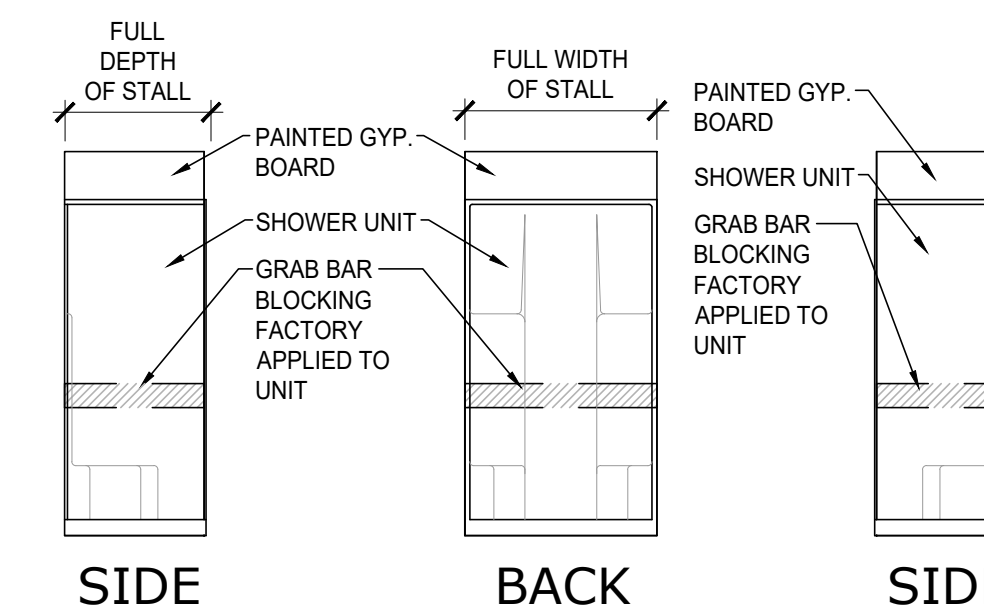 FULL
DEPTH
OF STALL
FULL WIDTH
OF STALL
PAINTED GYP.
BOARD
SHOWER UNIT
GRAB BAR
BLOCKING
FACTORY
APPLIED TO
UNIT
PAINTED GYP.
BOARD
SHOWER UNIT
GRAB BAR
BLOCKING
FACTORY
APPLIED TO
UNIT
SIDE
BACK
SID